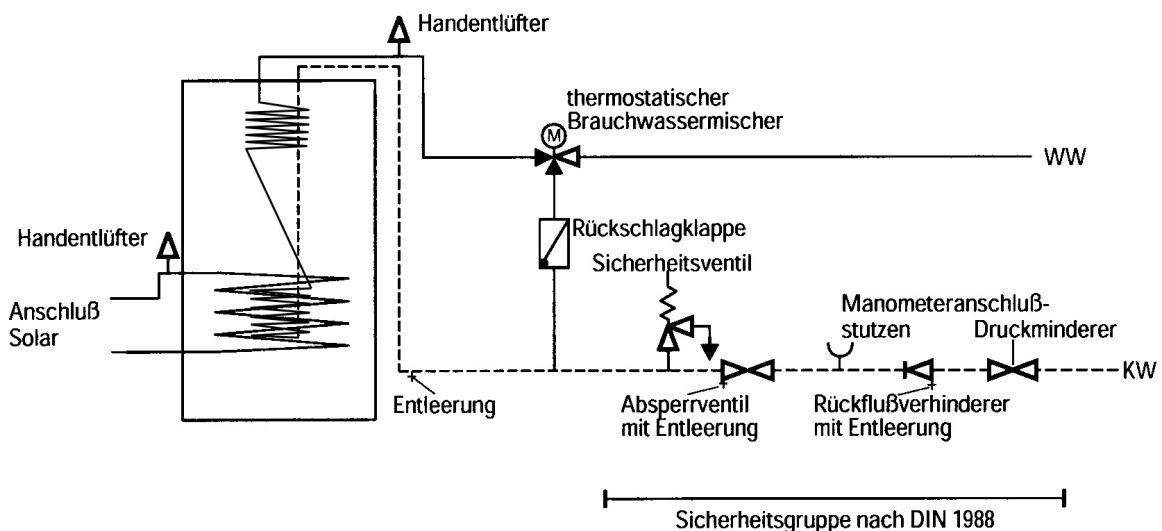 Handentlüfter
thermostatischer
Brauchwassermischer
M
WW
Rückschlagklappe
Handentlüfter
Sicherheitsventil
Anschluß
Solar
Manometeranschluß-
stutzen
Druckminderer
KW
Entleerung
Absperrventil
mit Entleerung
Rückflußverhinderer
mit Entleerung
Sicherheitsgruppe nach DIN 1988